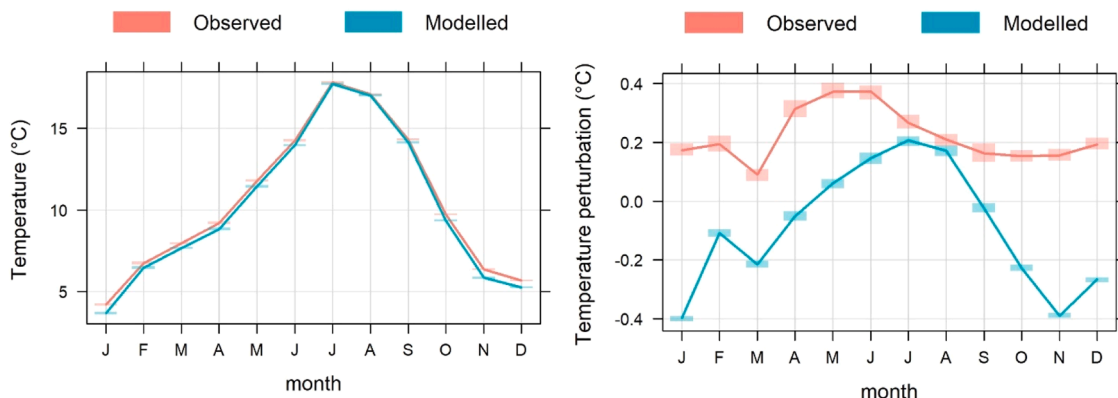 Observed Modelled
Temperature (°C)
15
10
5
J F M A M J J A S O N D
month
Observed Modelled
Temperature perturbation (°C)
0.4
0.2
0.0
-0.2
-0.4
J F M A M J J A S O N D
month